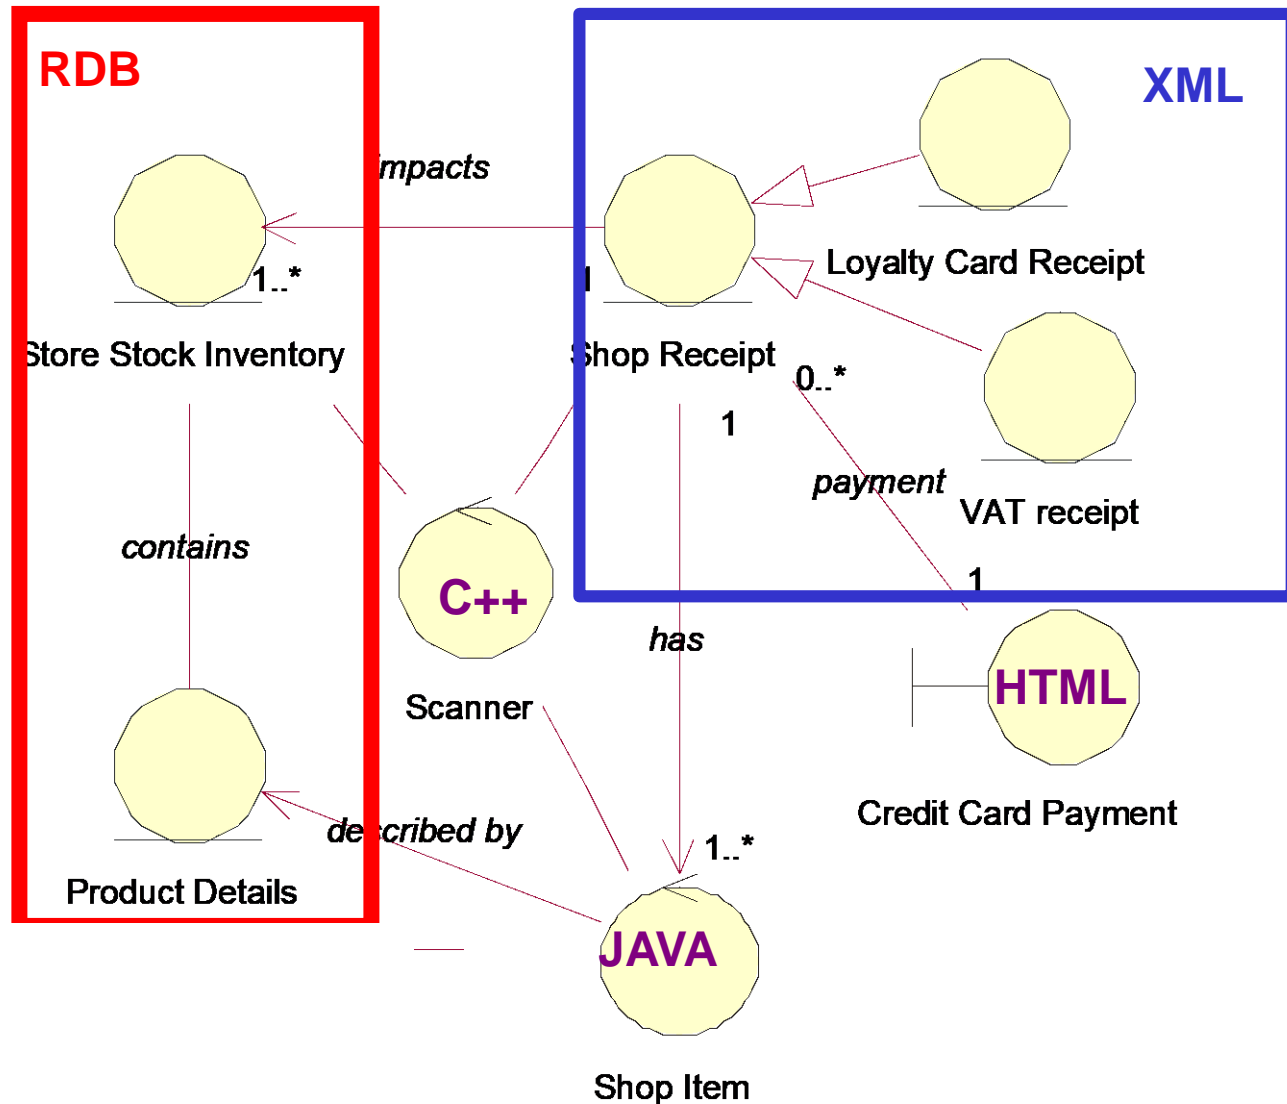 RDB
XML
impacts
1..*
1
Loyalty Card Receipt
Store Stock Inventory
Shop Receipt
0..*
1
payment
VAT receipt
contains
1
C++
has
HTML
Scanner
Credit Card Payment
described by
1..*
Product Details
JAVA
Shop Item